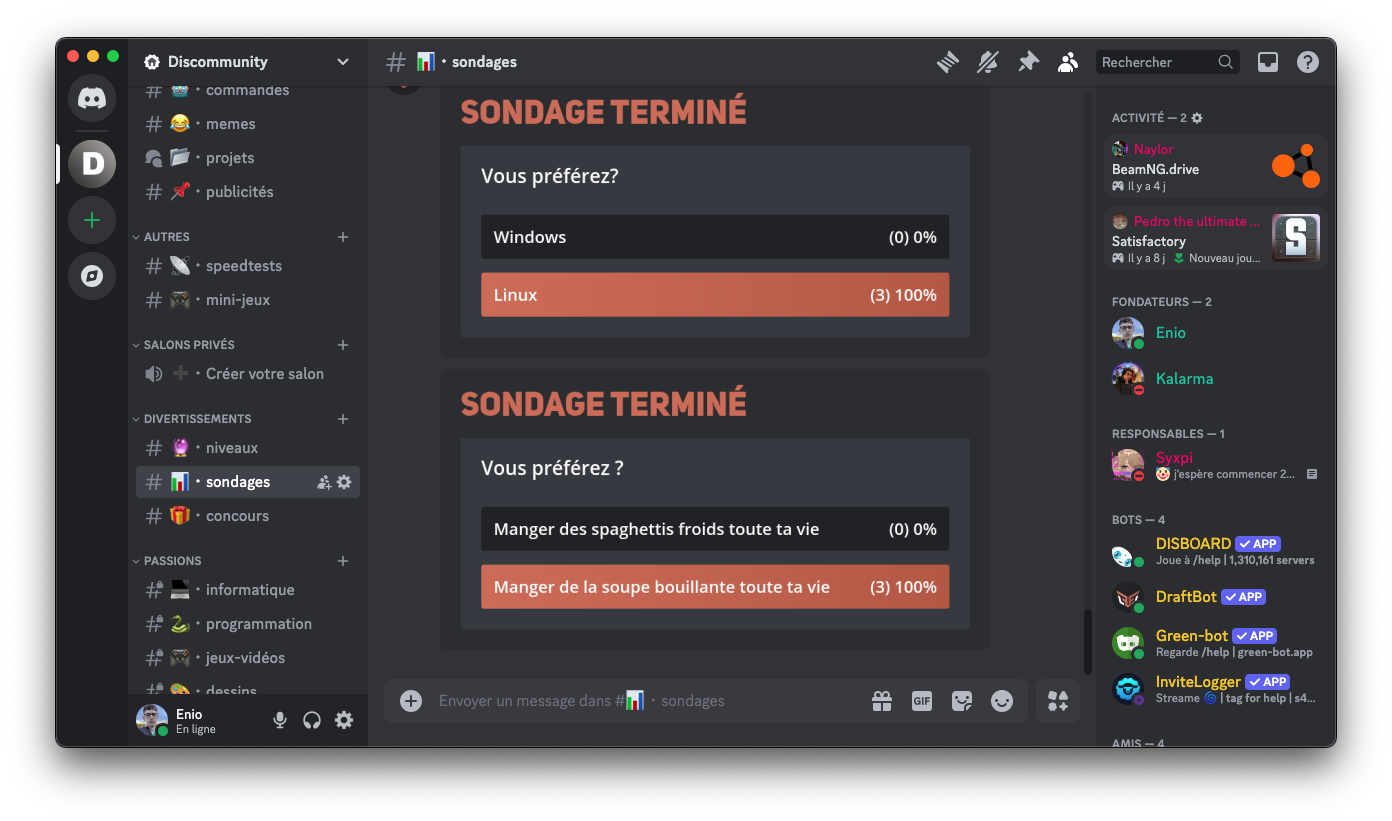 Discommunity
commandes
memes
projets
publicités
AUTRES
speedtests
mini-jeux
SALONS PRIVÉS
Créer votre salon
DIVERTISSEMENTS
niveaux
sondages
concours
PASSIONS
informatique
programmation
jeux-vidéos
dessins
Enio
En ligne
sondages
Rechercher
SONDAGE TERMINÉ
Vous préférez?
Windows (0) 0%
Linux (3) 100%
SONDAGE TERMINÉ
Vous préférez ?
Manger des spaghettis froids toute ta vie (0) 0%
Manger de la soupe bouillante toute ta vie (3) 100%
Envoyer un message dans #📊・sondages
GIF
ACTIVITÉ — 2
Naylor
BeamNG.drive
Il y a 4 j
Pedro the ultimate ...
Satisfactory
Il y a 8 j Nouveau jou...
S
FONDATEURS — 2
Enio
Kalarma
RESPONSABLES — 1
Syxpi
j'espère commencer 2...
BOTS — 4
DISBOARD ✓ APP
Joue à /help | 1,310,161 servers
DraftBot ✓ APP
Green-bot ✓ APP
Regarde /help | green-bot.app
InviteLogger ✓ APP
Streame 🌀 | tag for help | s4...
AMIS — 4
D